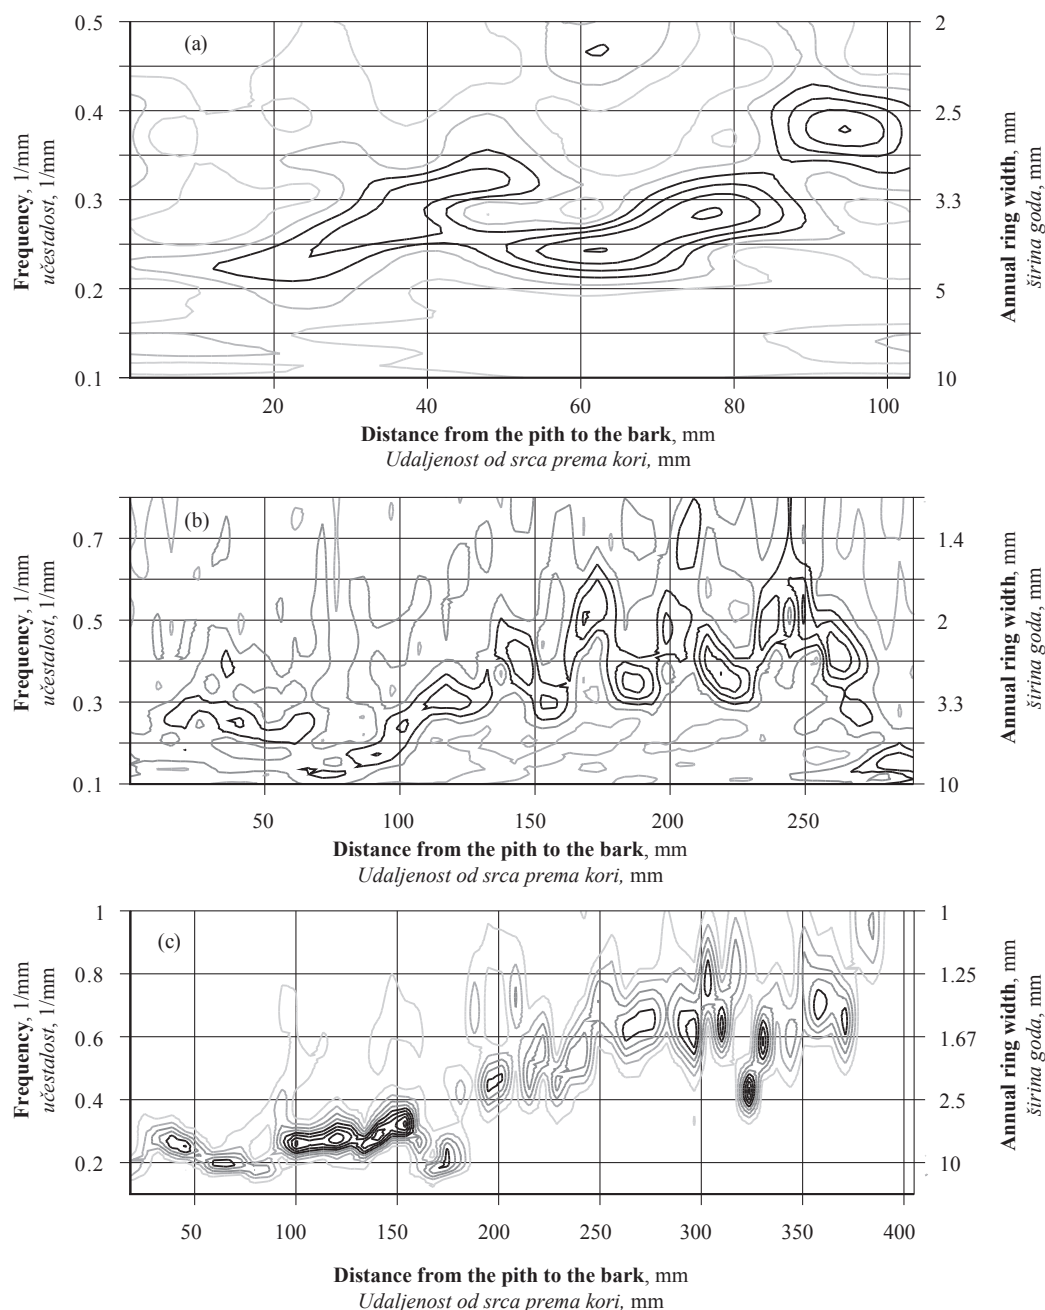 (a)
0.5
0.4
0.3
0.2
0.1
2
2.5
3.3
5
10
Frequency, 1/mm
učestalost, 1/mm
Annual ring width, mm
širina goda, mm
20 40 60 80 100
Distance from the pith to the bark, mm
Udaljenost od srca prema kori, mm
(b)
0.7
0.5
0.3
0.1
1.4
2
3.3
10
Frequency, 1/mm
učestalost, 1/mm
Annual ring width, mm
širina goda, mm
50 100 150 200 250
Distance from the pith to the bark, mm
Udaljenost od srca prema kori, mm
(c)
1
0.8
0.6
0.4
0.2
1
1.25
1.67
2.5
10
Frequency, 1/mm
učestalost, 1/mm
Annual ring width, mm
širina goda, mm
50 100 150 200 250 300 350 400
Distance from the pith to the bark, mm
Udaljenost od srca prema kori, mm